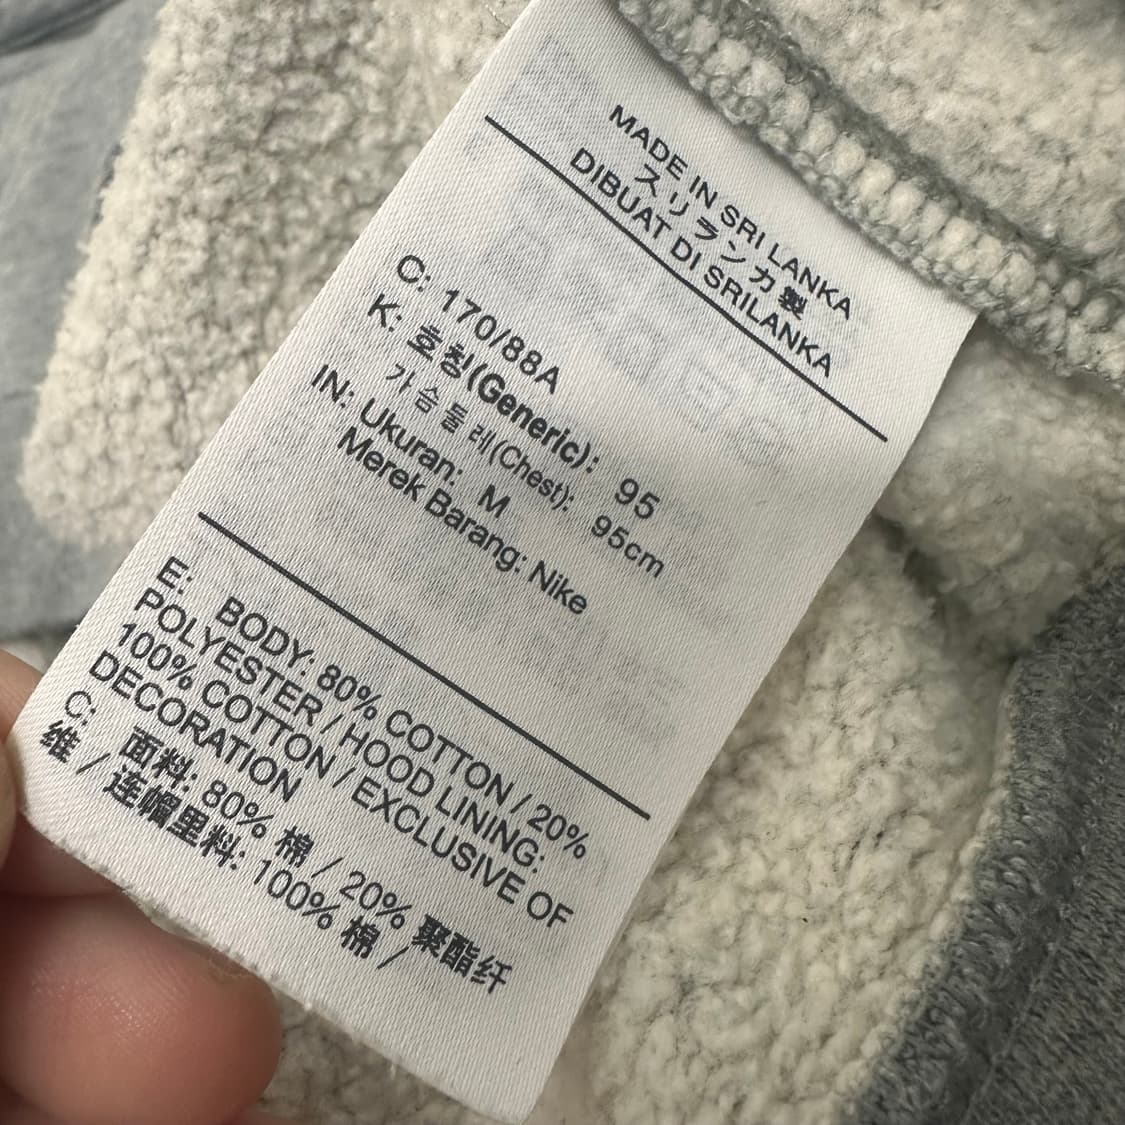 MADE IN SRI LANKA
スリランカ製
DIBUAT DI SRILANKA
C: 170/88A
K: 호칭(Generic): 95
가슴둘레(Chest): 95cm
IN: Ukuran: M
Merek Barang: Nike
E: BODY: 80% COTTON / 20%
POLYESTER / HOOD LINING:
100% COTTON / EXCLUSIVE OF
DECORATION
C: 面料: 80% 棉 / 20% 聚酯纤
维 / 连帽里料: 100% 棉 /